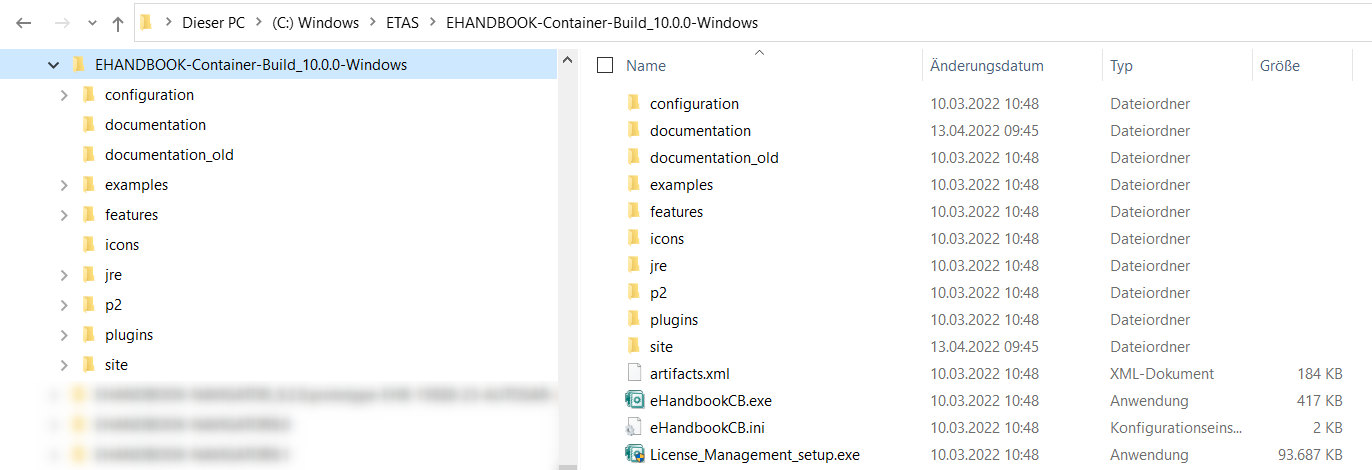 Dieser PC > (C:) Windows > ETAS > EHANDBOOK-Container-Build_10.0.0-Windows
EHANDBOOK-Container-Build_10.0.0-Windows
configuration
documentation
documentation_old
examples
features
icons
jre
p2
plugins
site
Name Änderungsdatum Typ Größe
configuration 10.03.2022 10:48 Dateiordner
documentation 13.04.2022 09:45 Dateiordner
documentation_old 10.03.2022 10:48 Dateiordner
examples 10.03.2022 10:48 Dateiordner
features 10.03.2022 10:48 Dateiordner
icons 10.03.2022 10:48 Dateiordner
jre 10.03.2022 10:48 Dateiordner
p2 10.03.2022 10:48 Dateiordner
plugins 10.03.2022 10:48 Dateiordner
site 13.04.2022 09:45 Dateiordner
artifacts.xml 10.03.2022 10:48 XML-Dokument 184 KB
eHandbookCB.exe 10.03.2022 10:48 Anwendung 417 KB
eHandbookCB.ini 10.03.2022 10:48 Konfigurationseins... 2 KB
License_Management_setup.exe 10.03.2022 10:48 Anwendung 93.687 KB